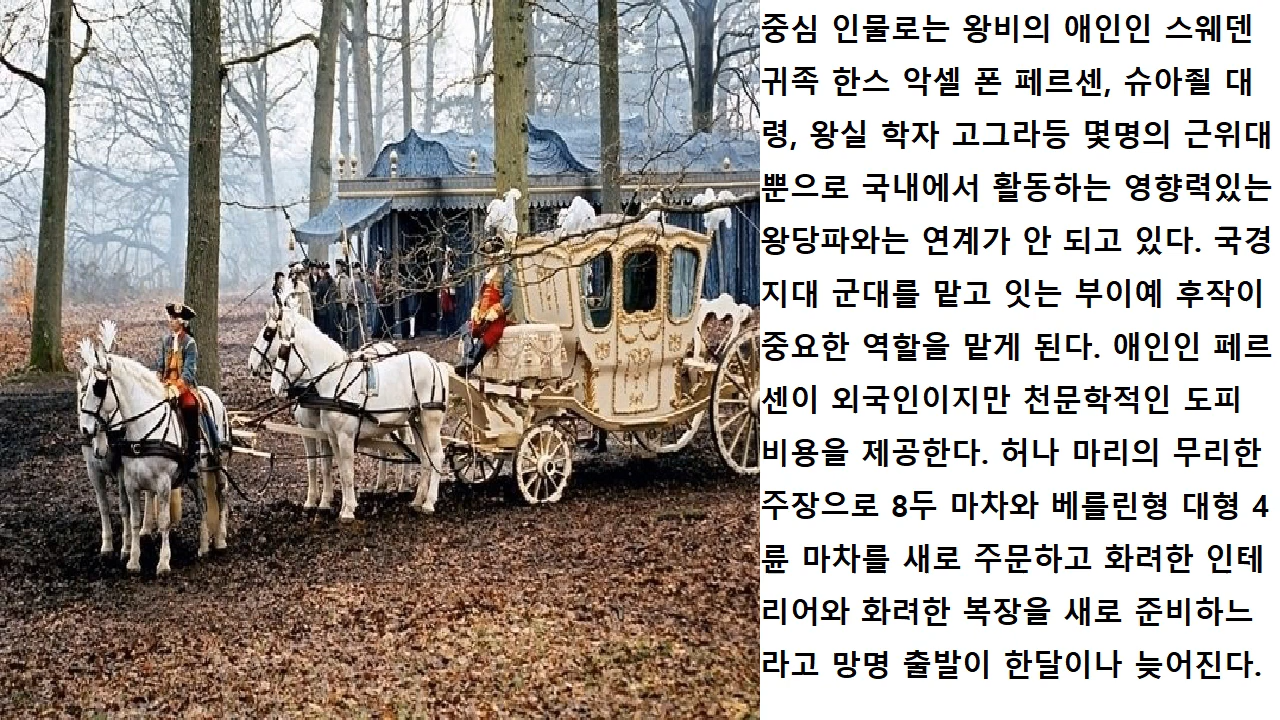 중심 인물로는 왕비의 애인인 스웨덴
귀족 한스 악셀 폰 페르센, 슈아죌 대
령, 왕실 학자 고그라등 몇명의 근위대
뿐으로 국내에서 활동하는 영향력있는
왕당파와는 연계가 안 되고 있다. 국경
지대 군대를 맡고 잇는 부이예 후작이
중요한 역할을 맡게 된다. 애인인 페르
센이 외국인이지만 천문학적인 도피
비용을 제공한다. 허나 마리의 무리한
주장으로 8두 마차와 베를린형 대형 4
륜 마차를 새로 주문하고 화려한 인테
리어와 화려한 복장을 새로 준비하느
라고 망명 출발이 한달이나 늦어진다.